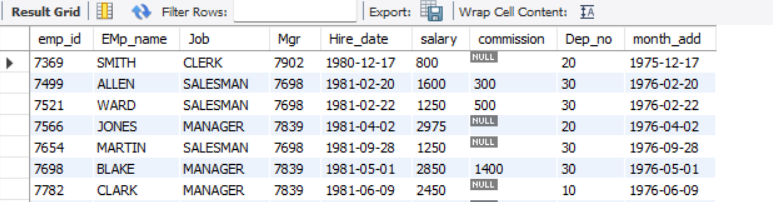 Result Grid Filter Rows: Export: Wrap Cell Content: IA
emp_id EMp_name Job Mgr Hire_date salary commission Dep_no month_add
7369 SMITH CLERK 7902 1980-12-17 800 NULL 20 1975-12-17
7499 ALLEN SALESMAN 7698 1981-02-20 1600 300 30 1976-02-20
7521 WARD SALESMAN 7698 1981-02-22 1250 500 30 1976-02-22
7566 JONES MANAGER 7839 1981-04-02 2975 NULL 20 1976-04-02
7654 MARTIN SALESMAN 7698 1981-09-28 1250 NULL 30 1976-09-28
7698 BLAKE MANAGER 7839 1981-05-01 2850 1400 30 1976-05-01
7782 CLARK MANAGER 7839 1981-06-09 2450 NULL 10 1976-06-09